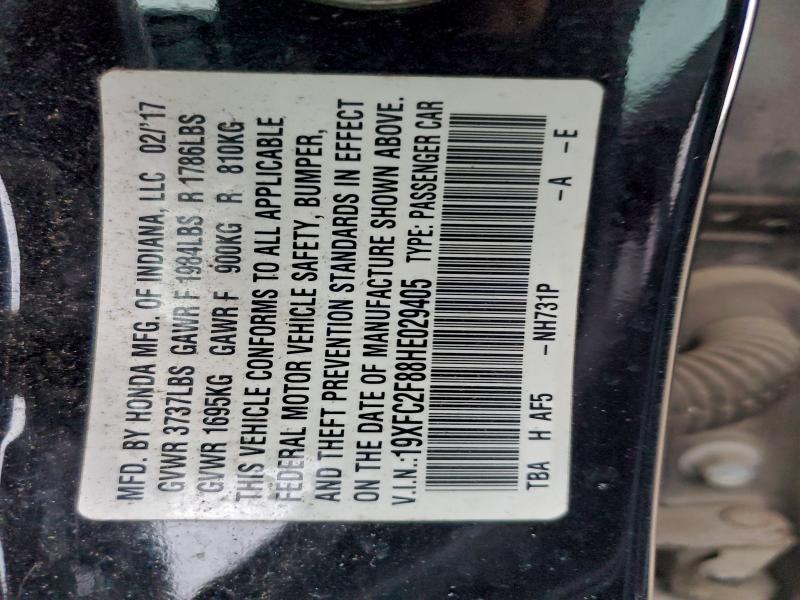 MFD. BY HONDA MFG. OF INDIANA, LLC 02/'17
GVWR 3737LBS GAWR F 1984LBS R 1786LBS
GVWR 1695KG GAWR F 900KG R 810KG
THIS VEHICLE CONFORMS TO ALL APPLICABLE
FEDERAL MOTOR VEHICLE SAFETY, BUMPER,
AND THEFT PREVENTION STANDARDS IN EFFECT
ON THE DATE OF MANUFACTURE SHOWN ABOVE.
V.I.N.:19XFC2F88HE029405 TYPE: PASSENGER CAR
TBA H AF5 -NH731P -A -E